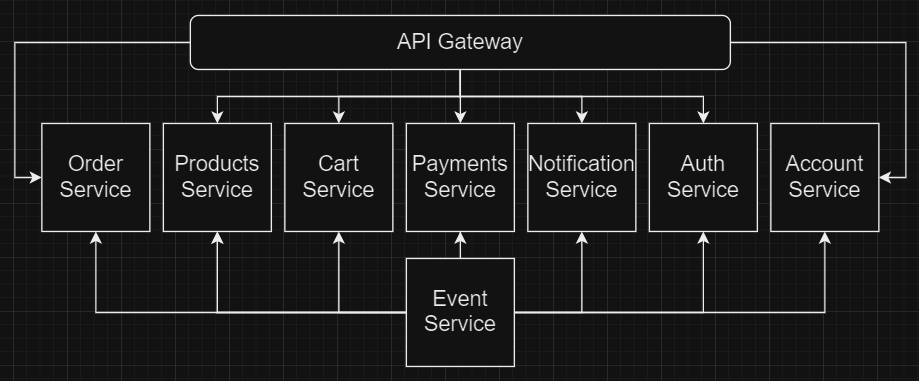 API Gateway
Order
Service
Products
Service
Cart
Service
Payments
Service
Notification
Service
Auth
Service
Account
Service
Event
Service